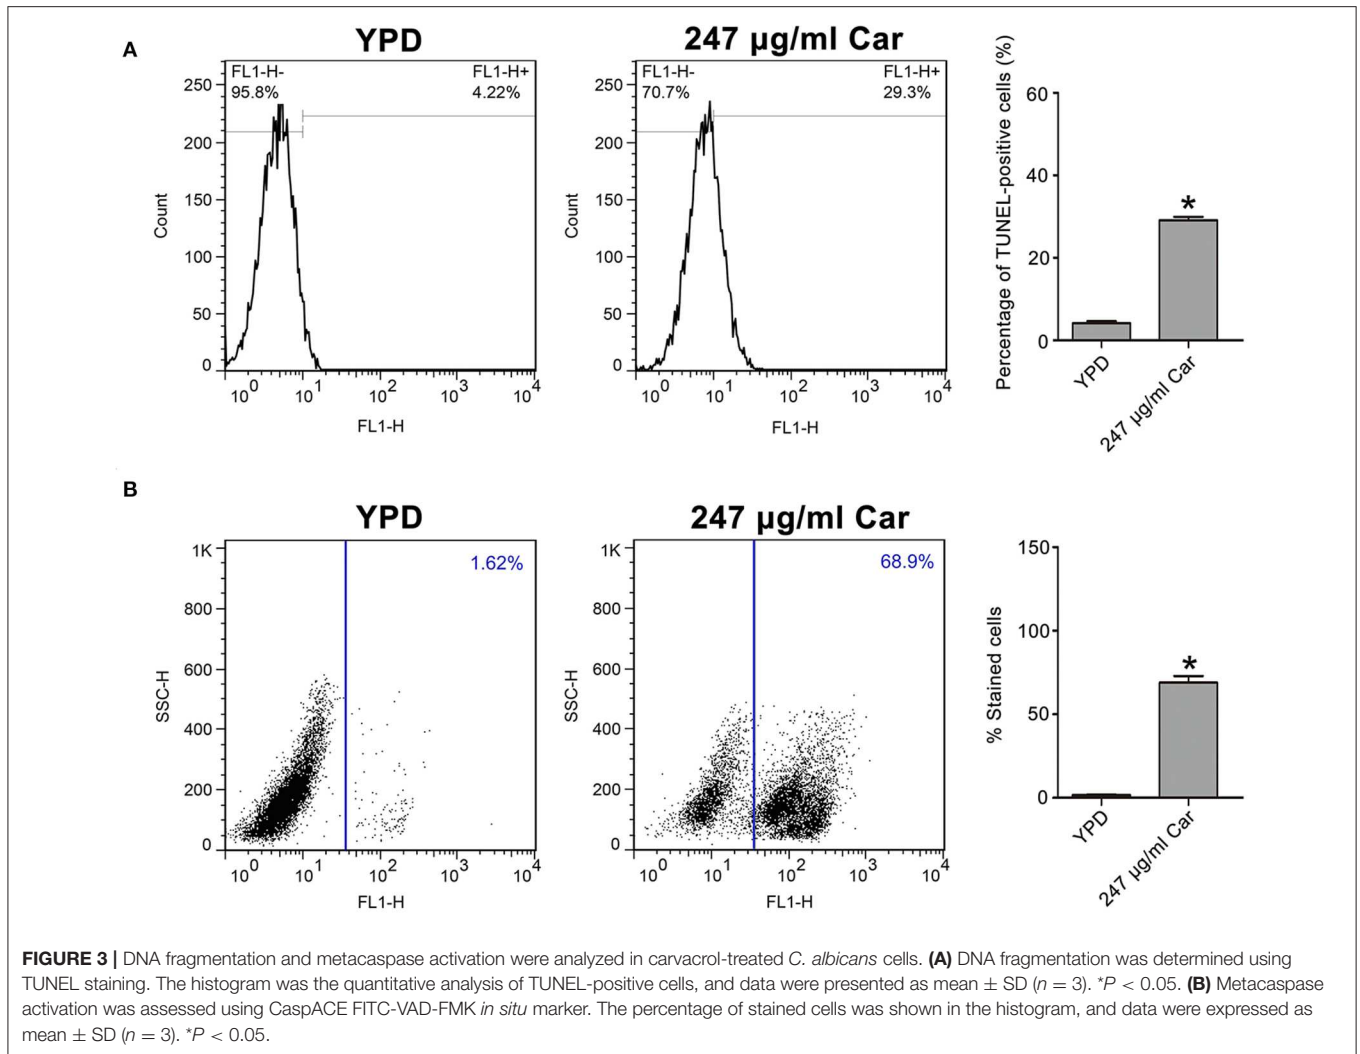 A
YPD
247 µg/ml Car
FL1-H-
95.8%
FL1-H+
4.22%
250
200
150
100
50
0
Count
10^0 10^1 10^2 10^3 10^4
FL1-H
FL1-H-
70.7%
FL1-H+
29.3%
250
200
150
100
50
0
Count
10^0 10^1 10^2 10^3 10^4
FL1-H
Percentage of TUNEL-positive cells (%)
60
40
20
0
*
YPD
247 µg/ml Car
B
YPD
247 µg/ml Car
1.62%
1K
800
600
400
200
0
SSC-H
10^0 10^1 10^2 10^3 10^4
FL1-H
68.9%
1K
800
600
400
200
0
SSC-H
10^0 10^1 10^2 10^3 10^4
FL1-H
% Stained cells
150
100
50
0
*
YPD
247 µg/ml Car
FIGURE 3 | DNA fragmentation and metacaspase activation were analyzed in carvacrol-treated C. albicans cells. (A) DNA fragmentation was determined using
TUNEL staining. The histogram was the quantitative analysis of TUNEL-positive cells, and data were presented as mean ± SD (n = 3). *P < 0.05. (B) Metacaspase
activation was assessed using CaspACE FITC-VAD-FMK in situ marker. The percentage of stained cells was shown in the histogram, and data were expressed as
mean ± SD (n = 3). *P < 0.05.